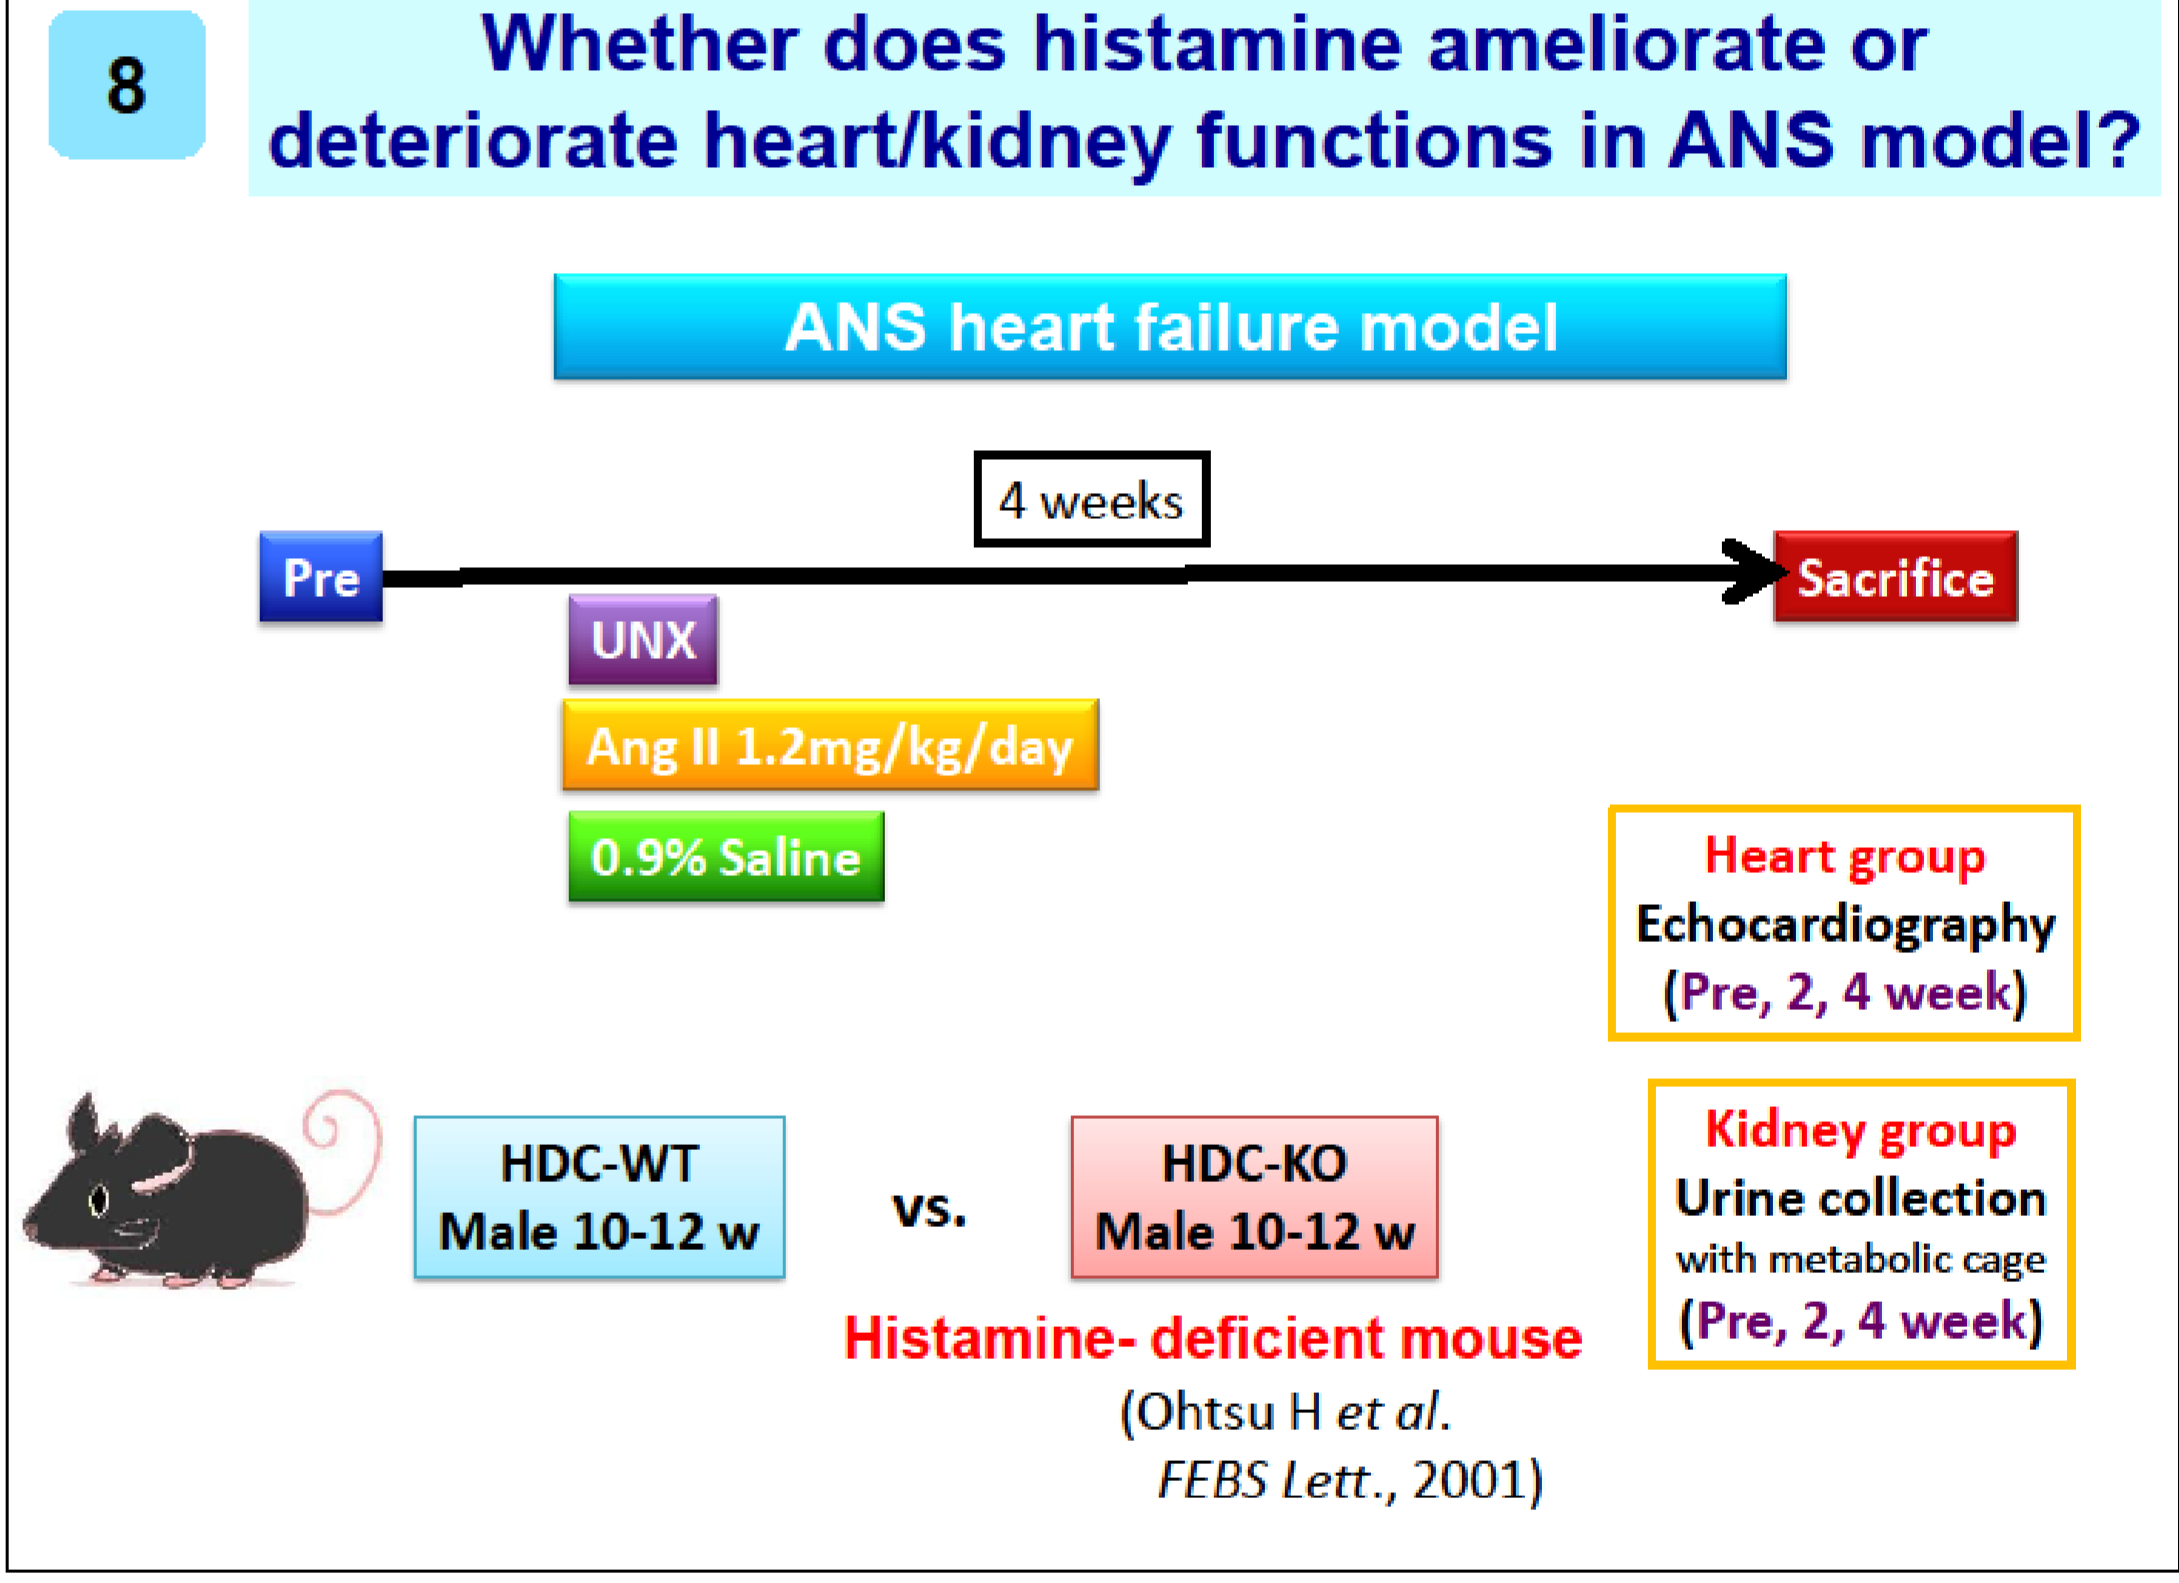 8
Whether does histamine ameliorate or
deteriorate heart/kidney functions in ANS model?
ANS heart failure model
4 weeks
Pre
Sacrifice
UNX
Ang II 1.2mg/kg/day
0.9% Saline
Heart group
Echocardiography
(Pre, 2, 4 week)
HDC-WT
Male 10-12 w
vs.
HDC-KO
Male 10-12 w
Histamine- deficient mouse
(Ohtsu H et al.
FEBS Lett., 2001)
Kidney group
Urine collection
with metabolic cage
(Pre, 2, 4 week)